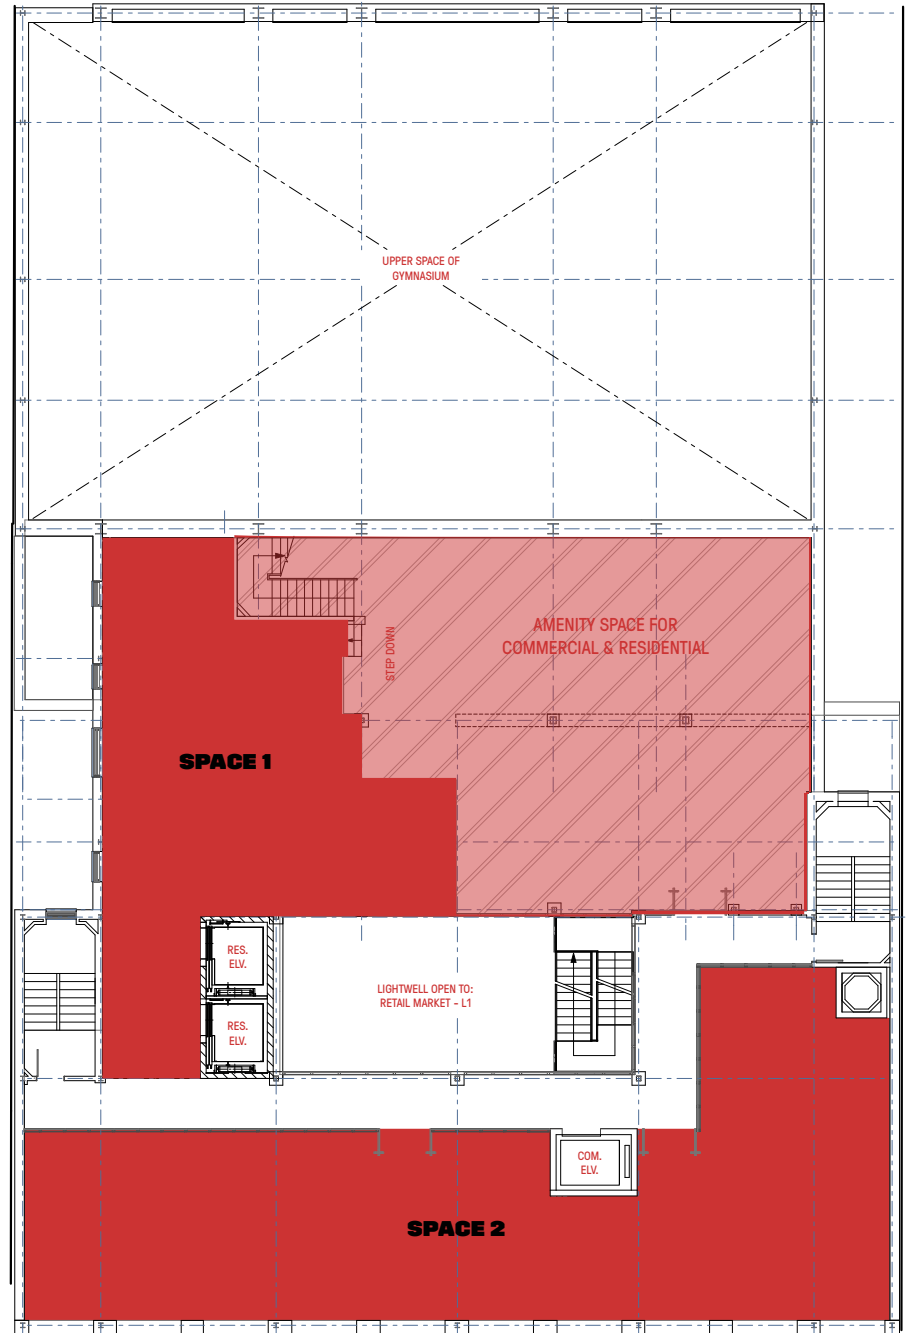 UPPER SPACE OF
GYMNASIUM
AMENITY SPACE FOR
COMMERCIAL & RESIDENTIAL
STEP DOWN
SPACE 1
RES.
ELV.
LIGHTWELL OPEN TO:
RETAIL MARKET - L1
RES.
ELV.
COM.
ELV.
SPACE 2